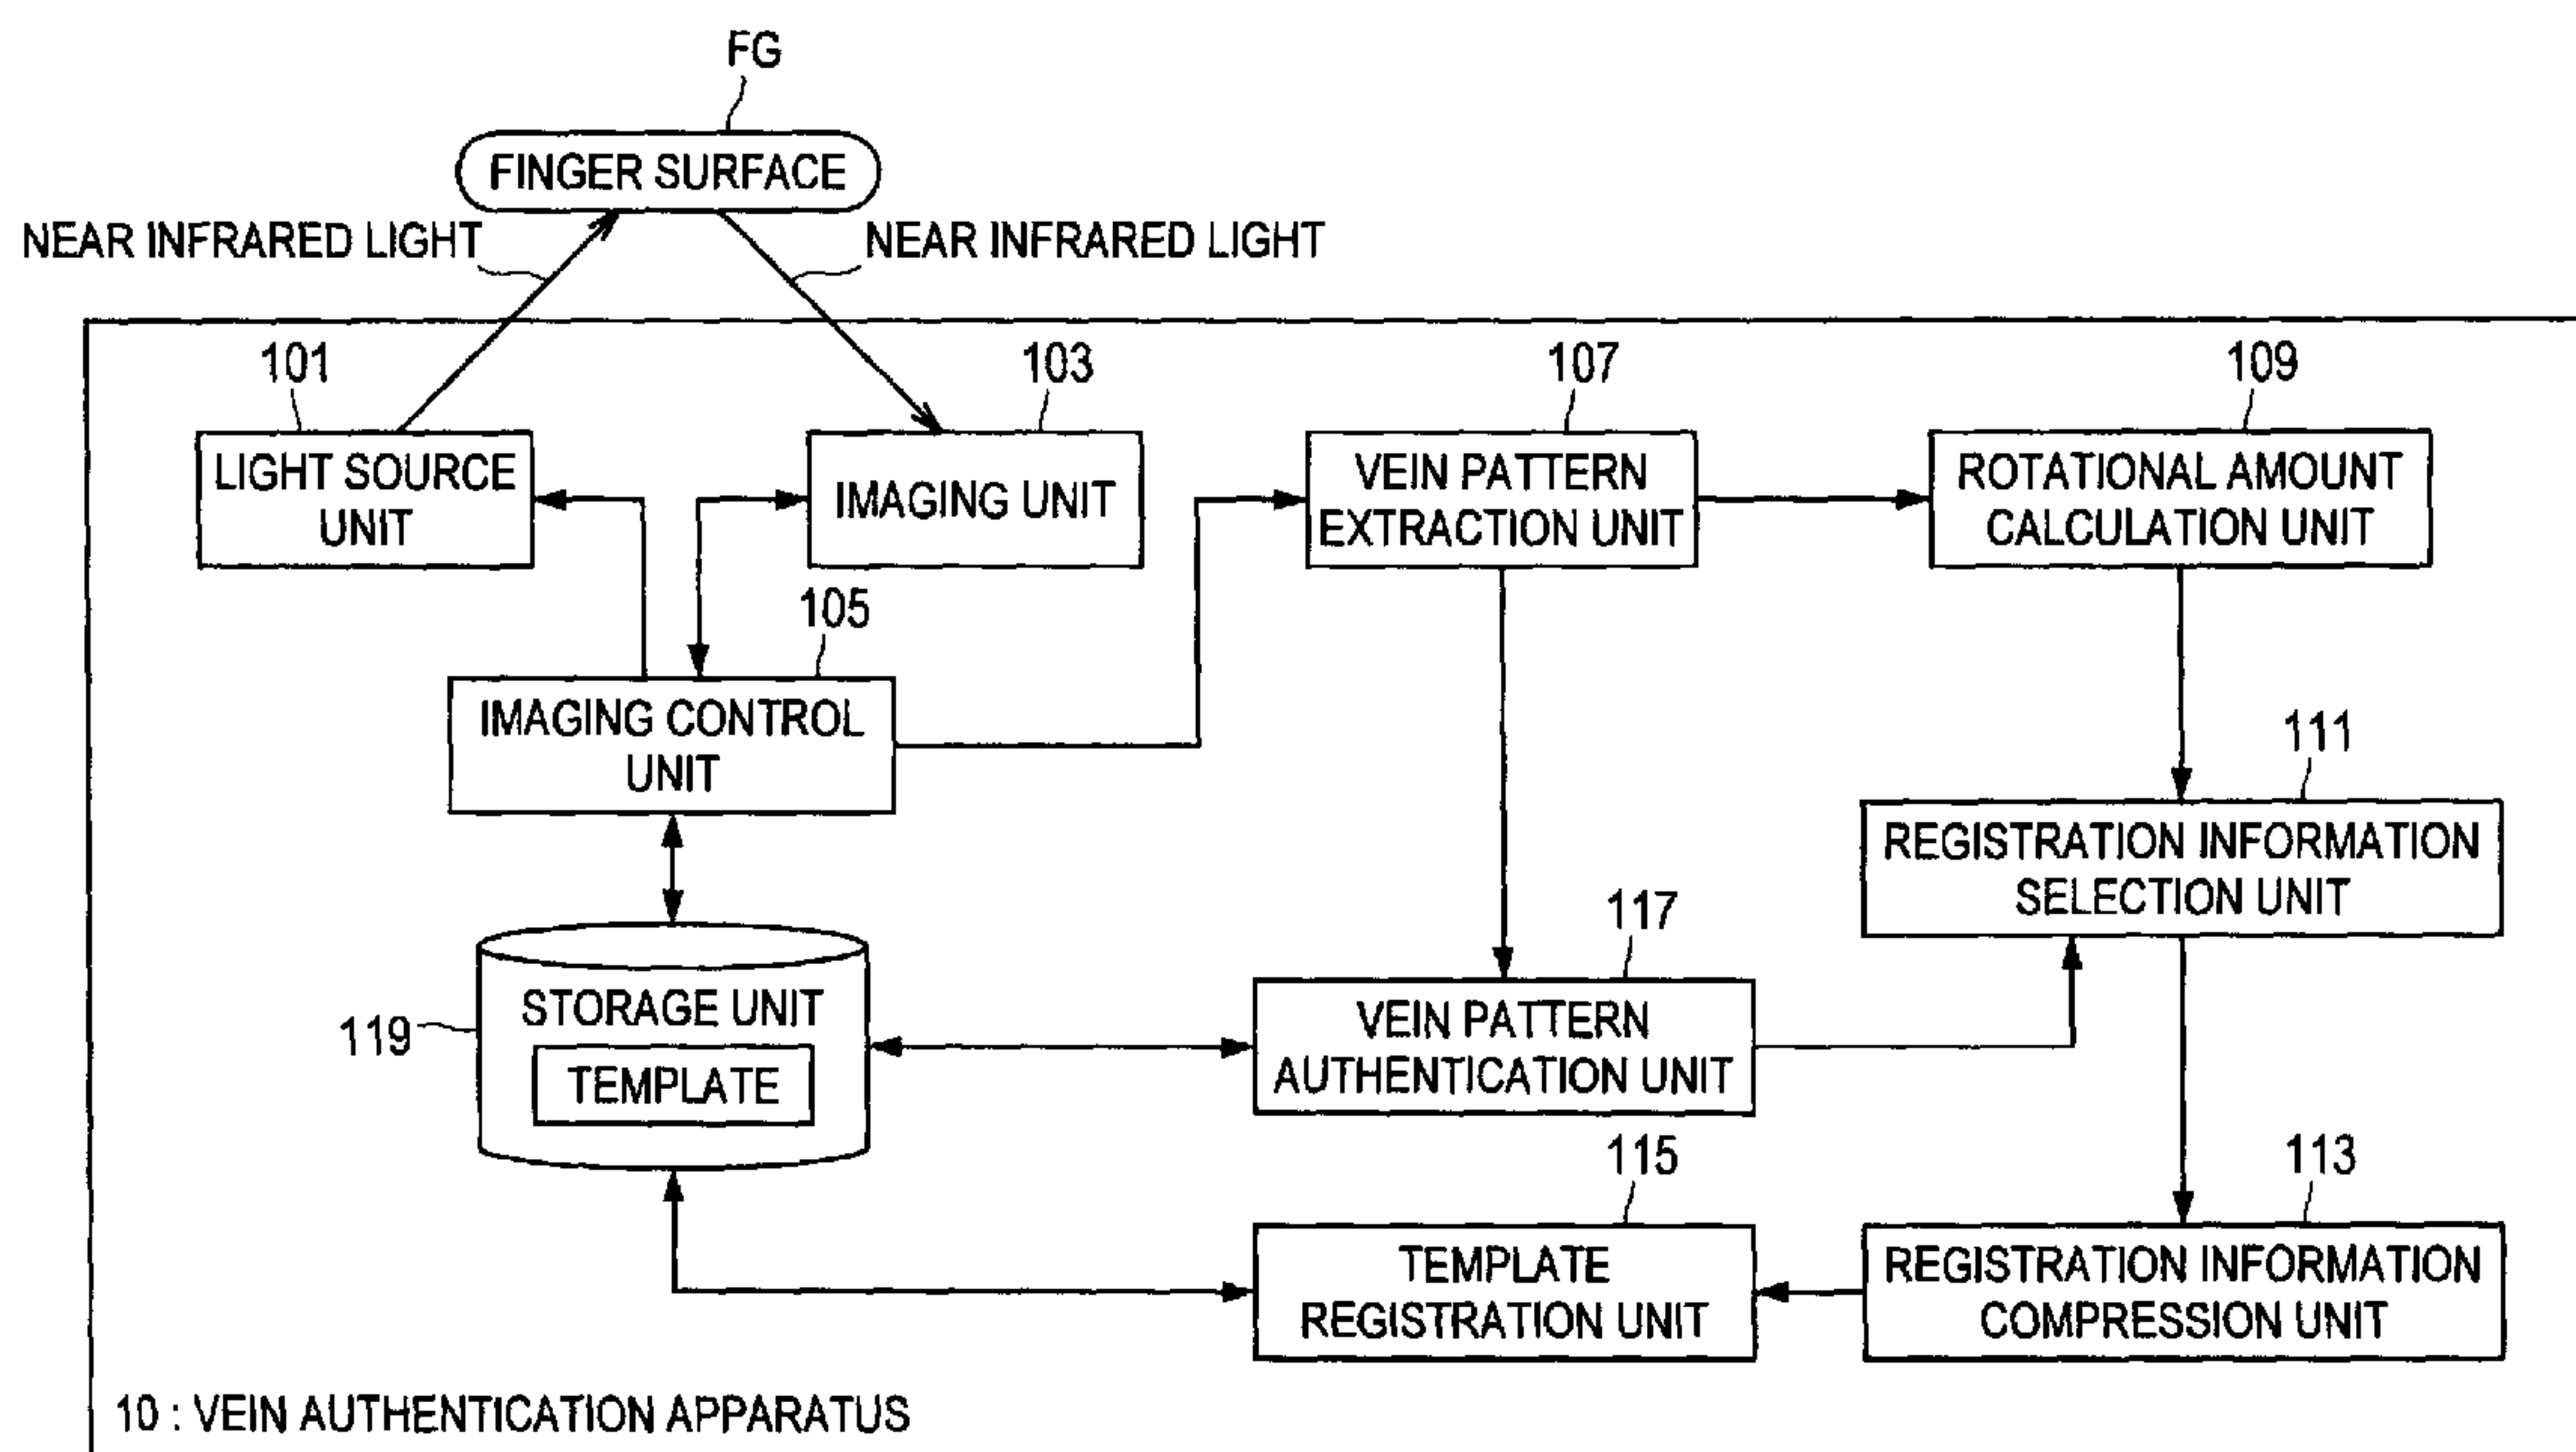 FG
FINGER SURFACE
NEAR INFRARED LIGHT
NEAR INFRARED LIGHT
101
103
107
109
LIGHT SOURCE
UNIT
IMAGING UNIT
VEIN PATTERN
EXTRACTION UNIT
ROTATIONAL AMOUNT
CALCULATION UNIT
105
IMAGING CONTROL
UNIT
111
REGISTRATION INFORMATION
SELECTION UNIT
117
119
STORAGE UNIT
TEMPLATE
VEIN PATTERN
AUTHENTICATION UNIT
115
113
TEMPLATE
REGISTRATION UNIT
REGISTRATION INFORMATION
COMPRESSION UNIT
10 : VEIN AUTHENTICATION APPARATUS